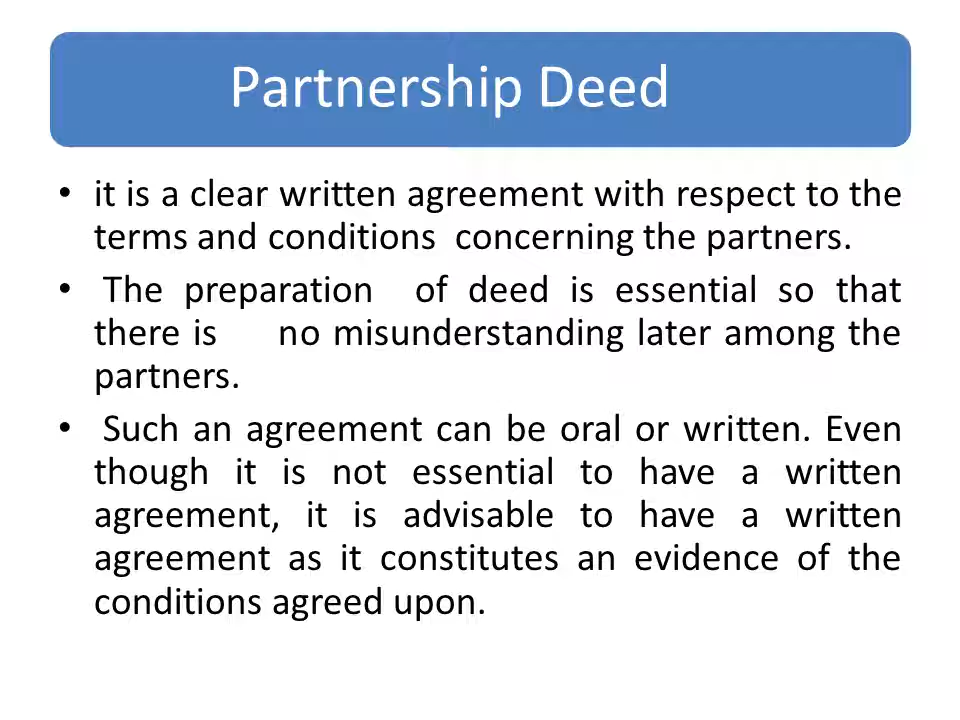 Partnership Deed
• it is a clear written agreement with respect to the
terms and conditions concerning the partners.
• The preparation of deed is essential so that
there is no misunderstanding later among the
partners.
• Such an agreement can be oral or written. Even
though it is not essential to have a written
agreement, it is advisable to have a written
agreement as it constitutes an evidence of the
conditions agreed upon.